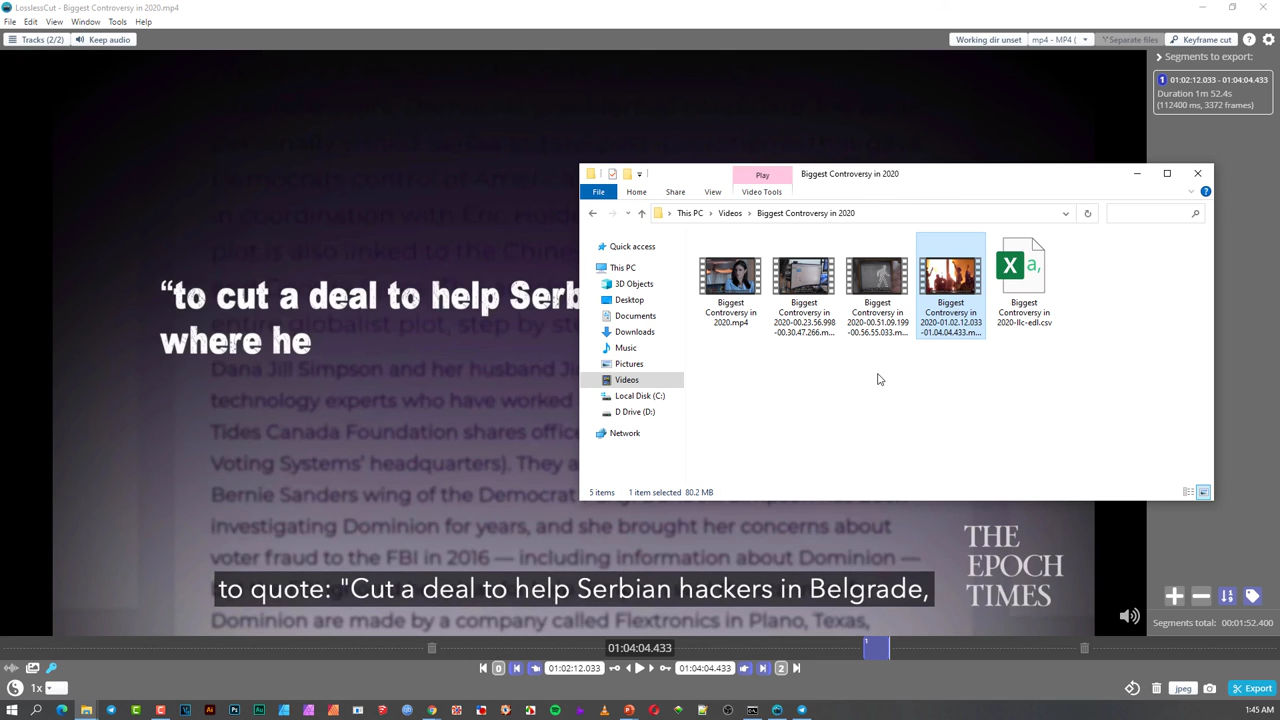 LosslessCut - Biggest Controversy in 2020.mp4
File Edit View Window Tools Help
Tracks (2/2) Keep audio Working dir unset mp4 - MP4 ( Separate files Keyframe cut
Segments to export:
1 01:02:12.033 - 01:04:04.433
Duration 1m 52.4s
(112400 ms, 3372 frames)
Play Biggest Controversy in 2020
File Home Share View Video Tools
This PC Videos Biggest Controversy in 2020
Quick access
This PC
3D Objects
Desktop
Documents
Downloads
Music
Pictures
Videos
Local Disk (C:)
D Drive (D:)
Network
Biggest
Controversy in
2020.mp4
Biggest
Controversy in
2020-00.23.56.998
-00.30.47.266.m...
Biggest
Controversy in
2020-00.51.09.199
-00.56.55.033.m...
Biggest
Controversy in
2020-01.02.12.033
-01.04.04.433.m...
Biggest
Controversy in
2020-llc-edl.csv
5 items 1 item selected 80.2 MB
“to cut a deal to help Serb
where he
Dana Jill Simpson and her husband J
technology experts who have worked
Tides Canada Foundation shares offic
Voting Systems’ headquarters). They a
Bernie Sanders wing of the Democrat
investigating Dominion for years, and she brought her concerns about
voter fraud to the FBI in 2016 — including information about Dominion —
to quote: "Cut a deal to help Serbian hackers in Belgrade,
Dominion are made by a company called Flextronics in Plano, Texas,
THE
EPOCH
TIMES
Segments total: 00:01:52.400
01:04:04.433 1
0 01:02:12.033 01:04:04.433 2
1x jpeg Export
1:45 AM